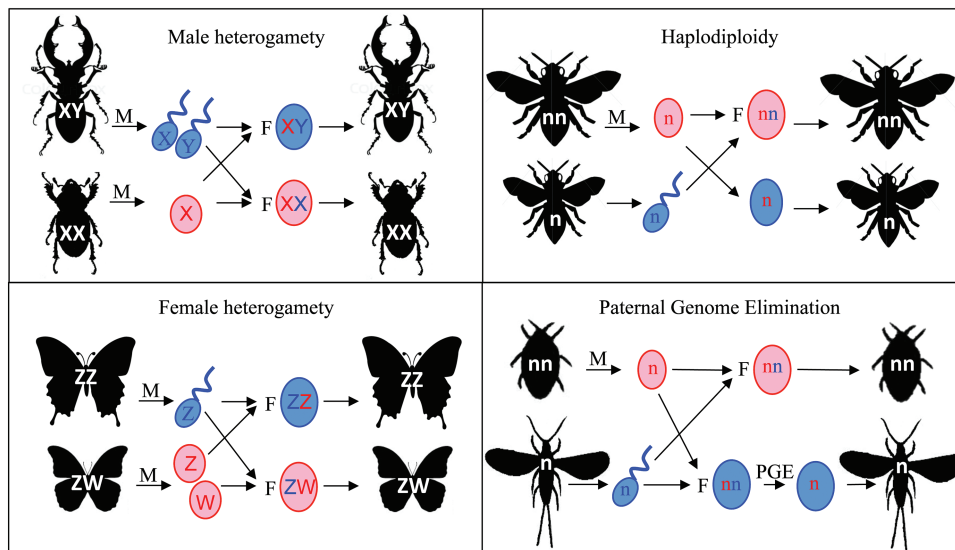 Male heterogamety
XY M X Y F XY XY
XX M X F XX XX
Haplodiploidy
nn M n F nn nn
n n n n
Female heterogamety
ZZ M Z F ZZ ZZ
ZW M Z W F ZW ZW
Paternal Genome Elimination
nn M n F nn nn
n n F nn PGE n n